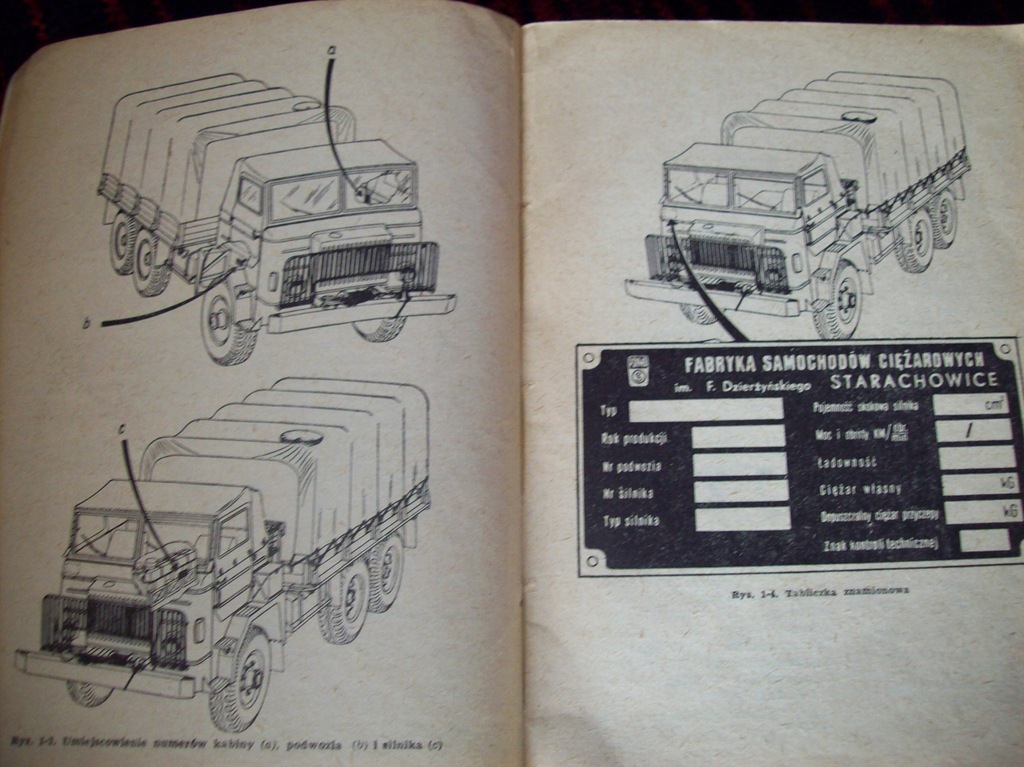 a
b
c
Rys. 1-3. Umiejscowienie numerów kabiny (a), podwozia (b) i silnika (c)
FABRYKA SAMOCHODÓW CIĘŻAROWYCH
im. F. Dzierżyńskiego STARACHOWICE
Typ
Rok produkcji
Nr podwozia
Nr silnika
Typ silnika
Pojemność skokowa silnika cm³
Moc i obroty KM/obr. min /
Ładowność
Ciężar własny KG
Dopuszczalny ciężar przyczepy KG
Znak kontroli technicznej
Rys. 1-4. Tabliczka znamionowa